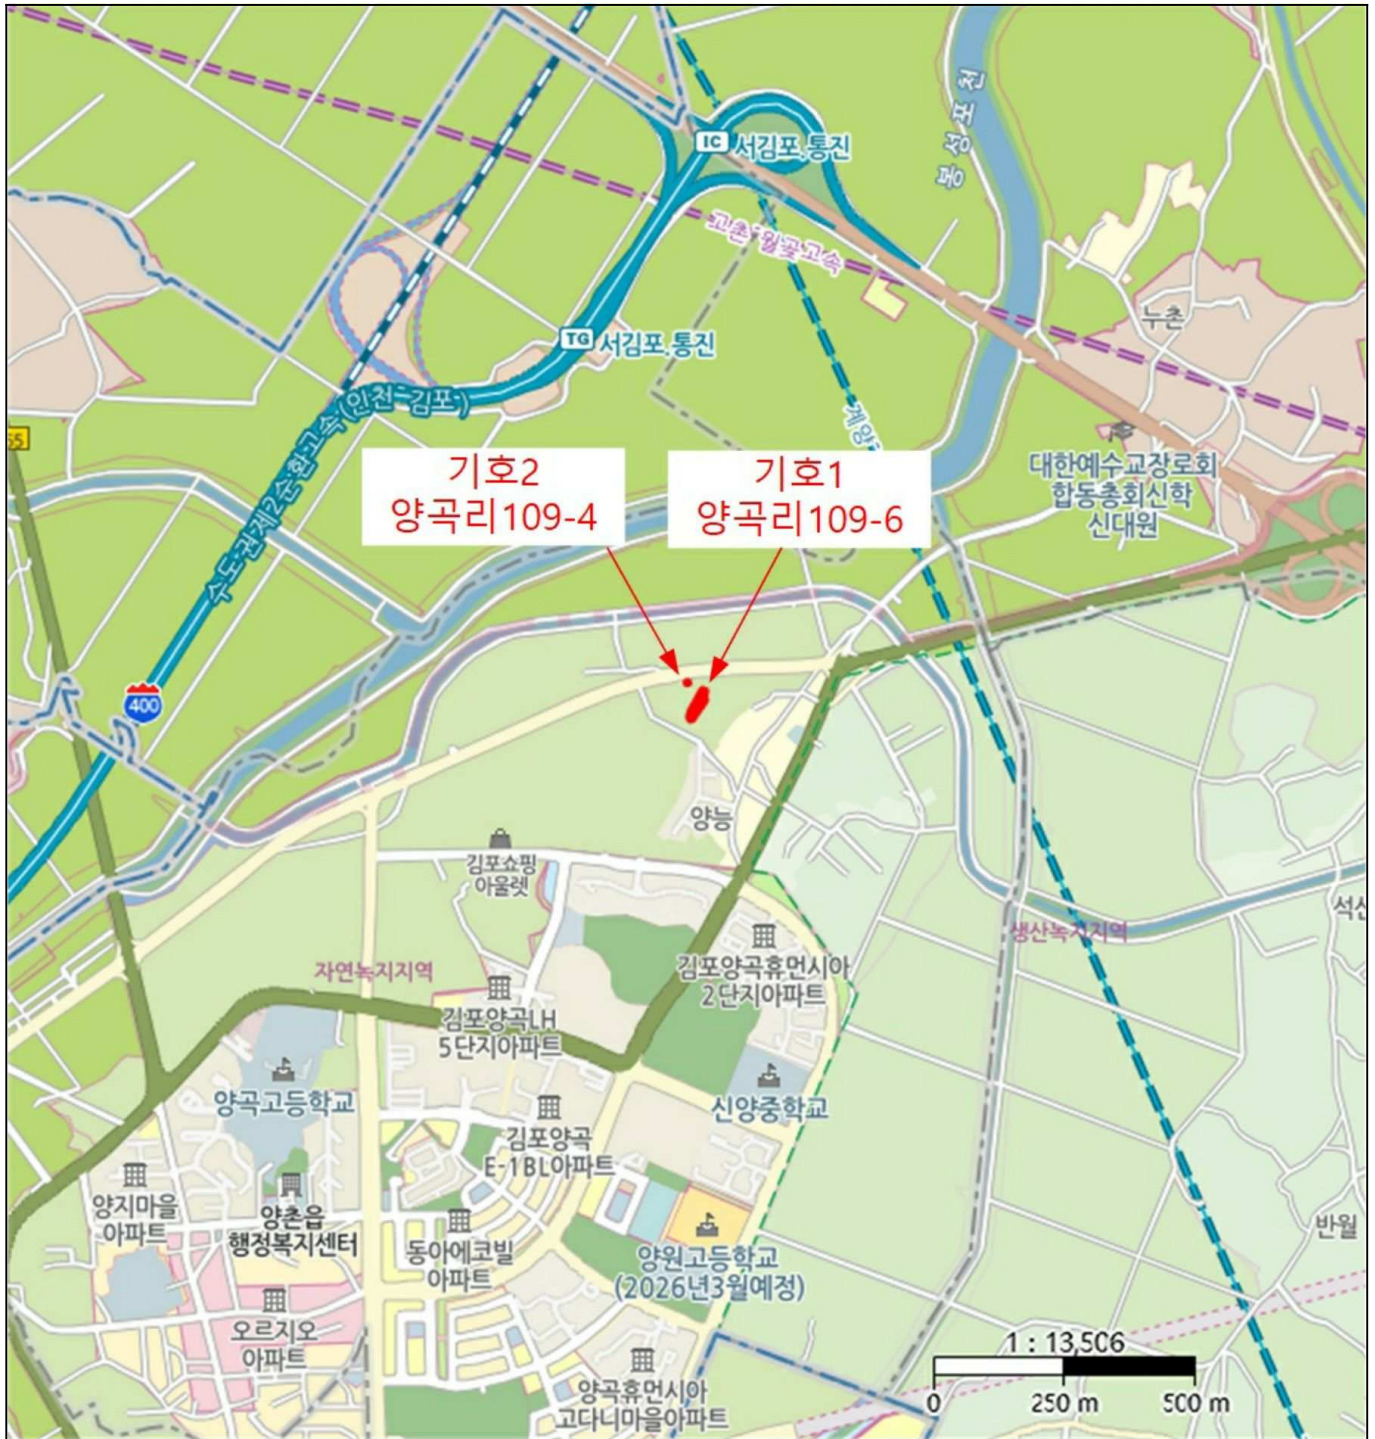 IC 서김포.통진
봉성포천
고촌-월곶고속
누촌
TG 서김포.통진
수도권제2순환고속(인천-김포)
계양
55
기호2
양곡리109-4
기호1
양곡리109-6
대한예수교장로회
합동총회신학
신대원
400
양능
김포쇼핑
아울렛
석산
생산녹지지역
자연녹지지역
김포양곡휴먼시아
2단지아파트
김포양곡LH
5단지아파트
양곡고등학교
신양중학교
김포양곡
E-1BL아파트
양지마을
아파트
양촌읍
행정복지센터
동아에코빌
아파트
양원고등학교
(2026년3월예정)
반월
오르지오
아파트
1 : 13,506
0 250 m 500 m
양곡휴먼시아
고다니마을아파트